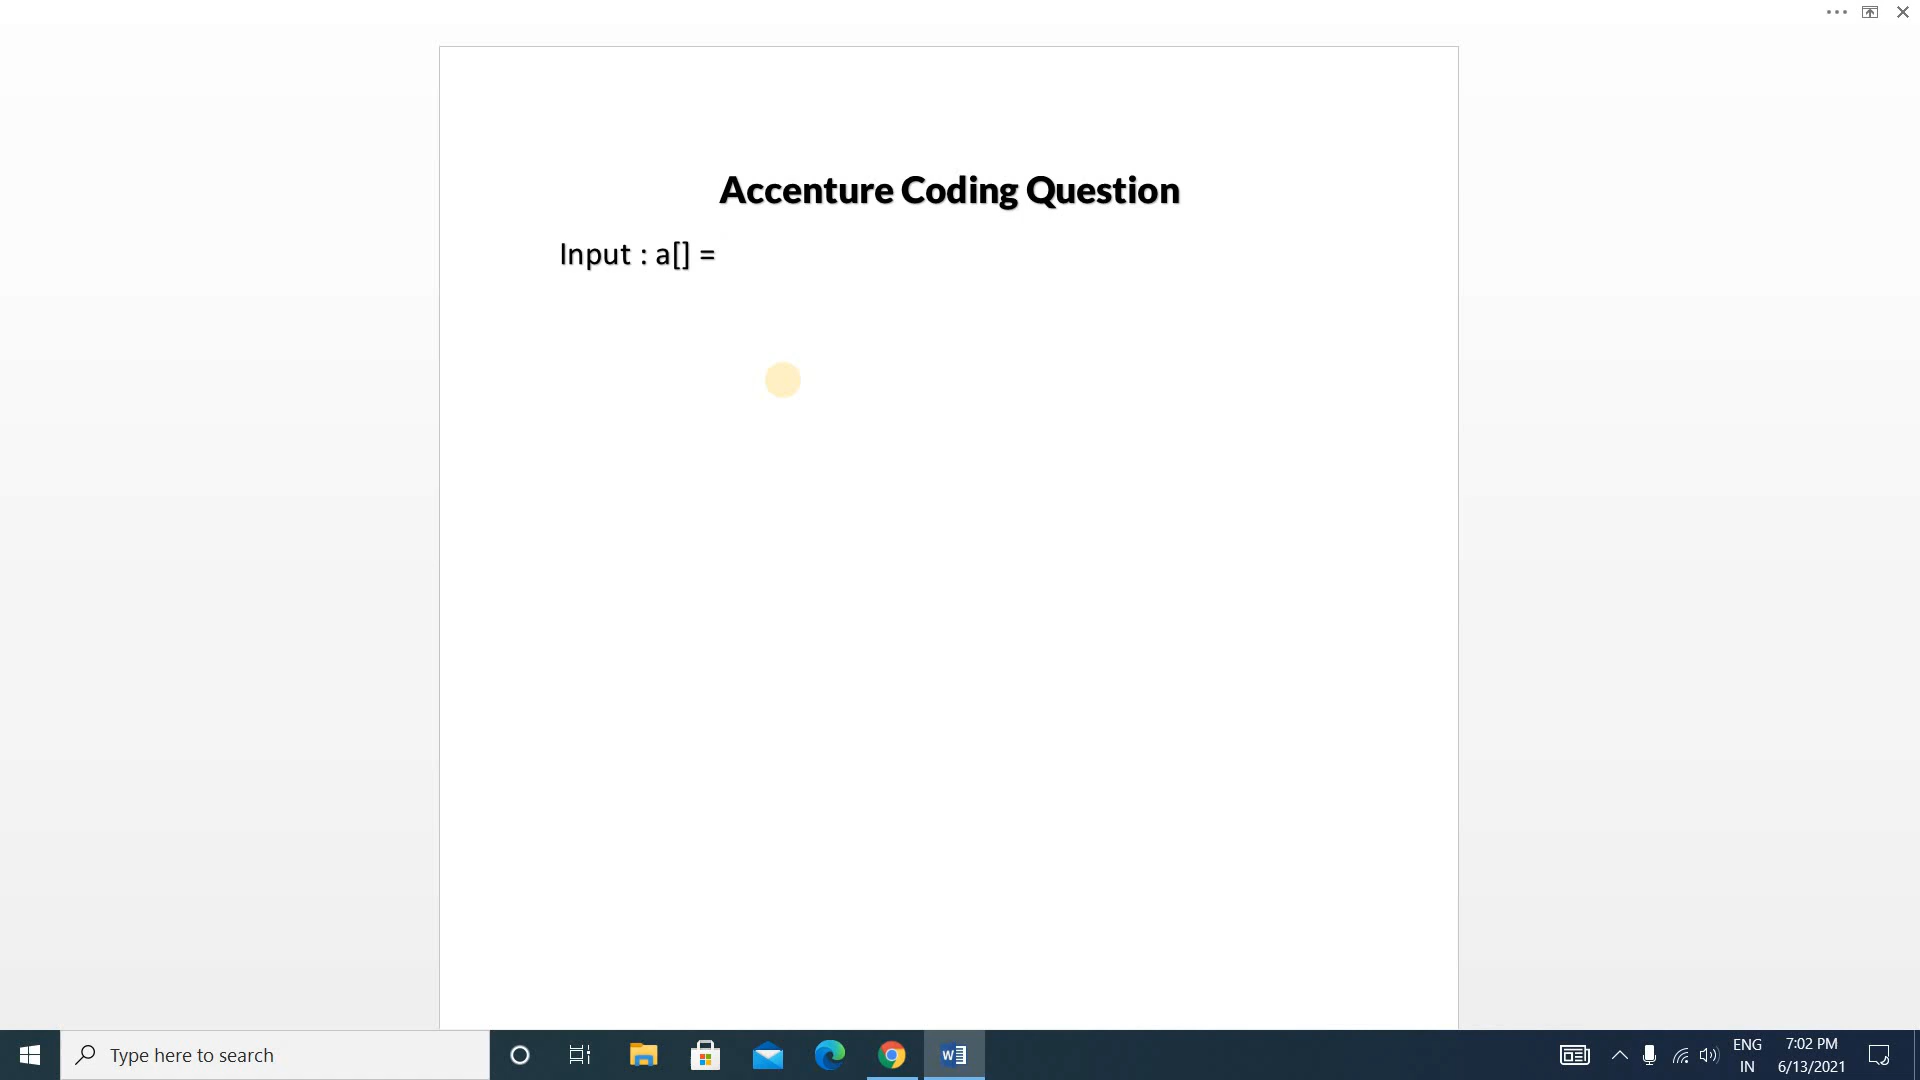 Accenture Coding Question
Input : a[] =
Type here to search
W
ENG
IN
7:02 PM
6/13/2021